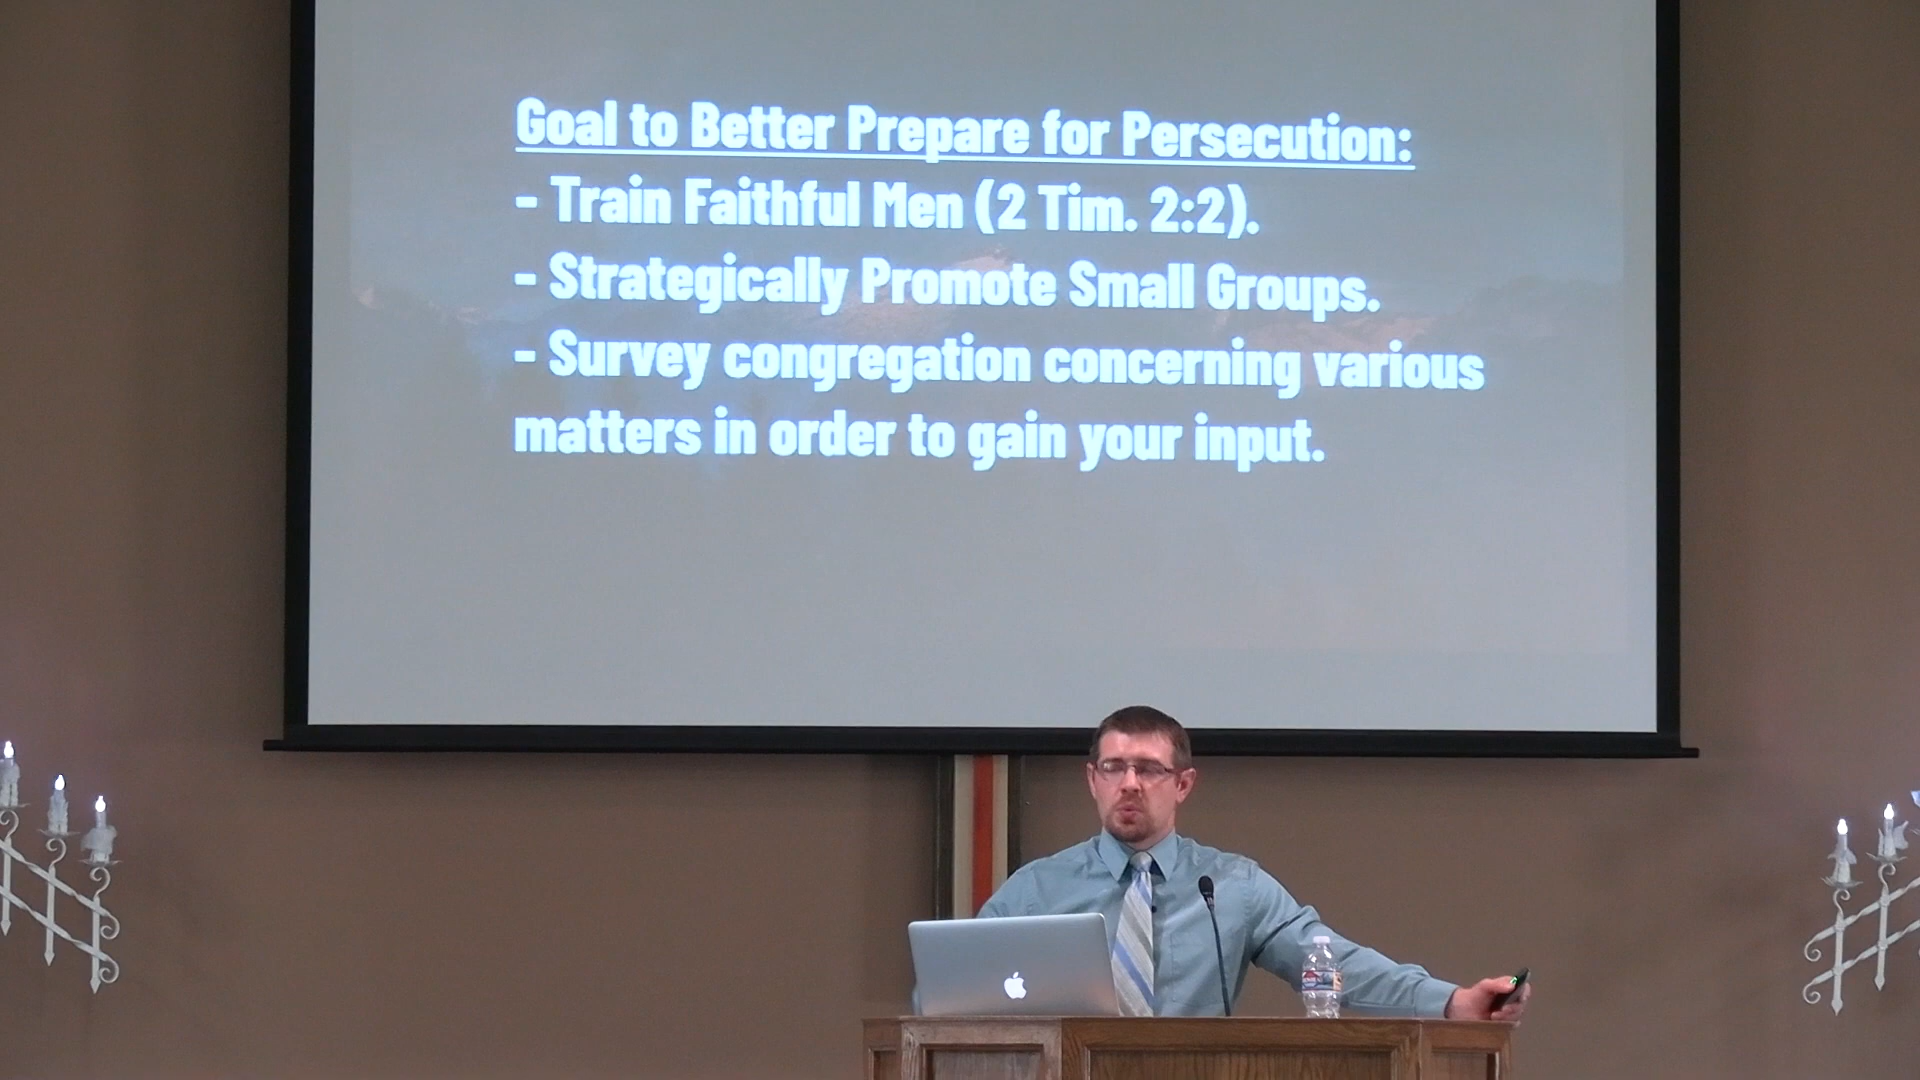 Goal to Better Prepare for Persecution:
- Train Faithful Men (2 Tim. 2:2).
- Strategically Promote Small Groups.
- Survey congregation concerning various
matters in order to gain your input.